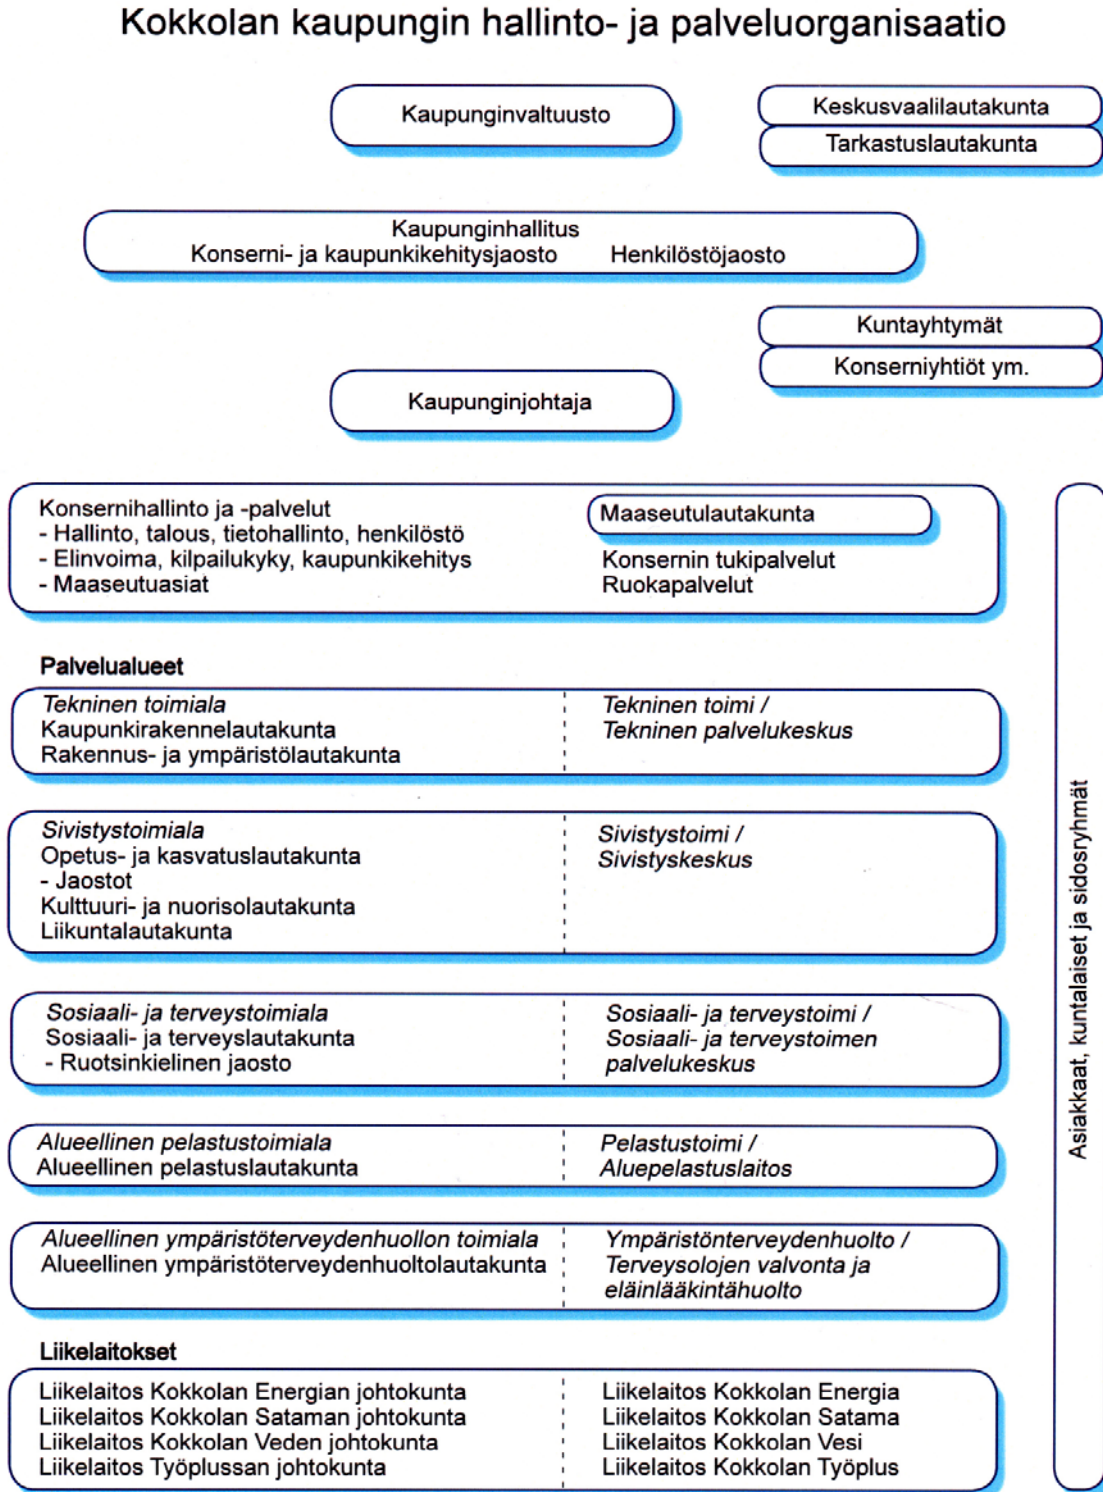 Kokkolan kaupungin hallinto- ja palveluorganisaatio
Kaupunginvaltuusto
Keskusvaalilautakunta
Tarkastuslautakunta
Kaupunginhallitus
Konserni- ja kaupunkikehitysjaosto Henkilöstöjaosto
Kuntayhtymät
Konserniyhtiöt ym.
Kaupunginjohtaja
Konsernihallinto ja -palvelut
- Hallinto, talous, tietohallinto, henkilöstö
- Elinvoima, kilpailukyky, kaupunkikehitys
- Maaseutuasiat
Maaseutulautakunta
Konsernin tukipalvelut
Ruokapalvelut
Palvelualueet
Tekninen toimiala
Kaupunkirakennelautakunta
Rakennus- ja ympäristölautakunta
Tekninen toimi /
Tekninen palvelukeskus
Sivistystoimiala
Opetus- ja kasvatuslautakunta
- Jaostot
Kulttuuri- ja nuorisolautakunta
Liikuntalautakunta
Sivistystoimi /
Sivistyskeskus
Sosiaali- ja terveystoimiala
Sosiaali- ja terveyslautakunta
- Ruotsinkielinen jaosto
Sosiaali- ja terveystoimi /
Sosiaali- ja terveystoimen
palvelukeskus
Alueellinen pelastustoimiala
Alueellinen pelastuslautakunta
Pelastustoimi /
Aluepelastuslaitos
Alueellinen ympäristöterveydenhuollon toimiala
Alueellinen ympäristöterveydenhuoltolautakunta
Ympäristönterveydenhuolto /
Terveysolojen valvonta ja
eläinlääkintähuolto
Liikelaitokset
Liikelaitos Kokkolan Energian johtokunta
Liikelaitos Kokkolan Sataman johtokunta
Liikelaitos Kokkolan Veden johtokunta
Liikelaitos Työplussan johtokunta
Liikelaitos Kokkolan Energia
Liikelaitos Kokkolan Satama
Liikelaitos Kokkolan Vesi
Liikelaitos Kokkolan Työplus
Asiakkaat, kuntalaiset ja sidosryhmät